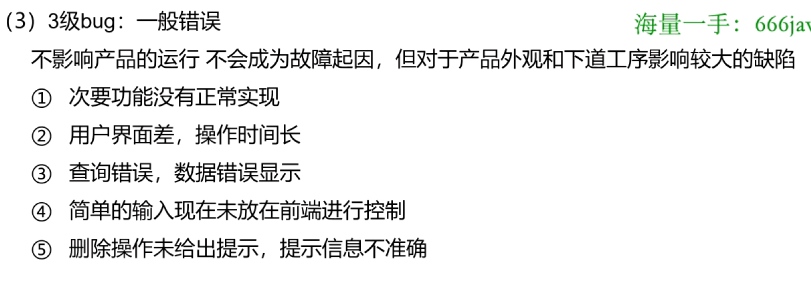 (3) 3级bug：一般错误
海量一手：666jav
不影响产品的运行 不会成为故障起因，但对于产品外观和下道工序影响较大的缺陷
① 次要功能没有正常实现
② 用户界面差，操作时间长
③ 查询错误，数据错误显示
④ 简单的输入现在未放在前端进行控制
⑤ 删除操作未给出提示，提示信息不准确